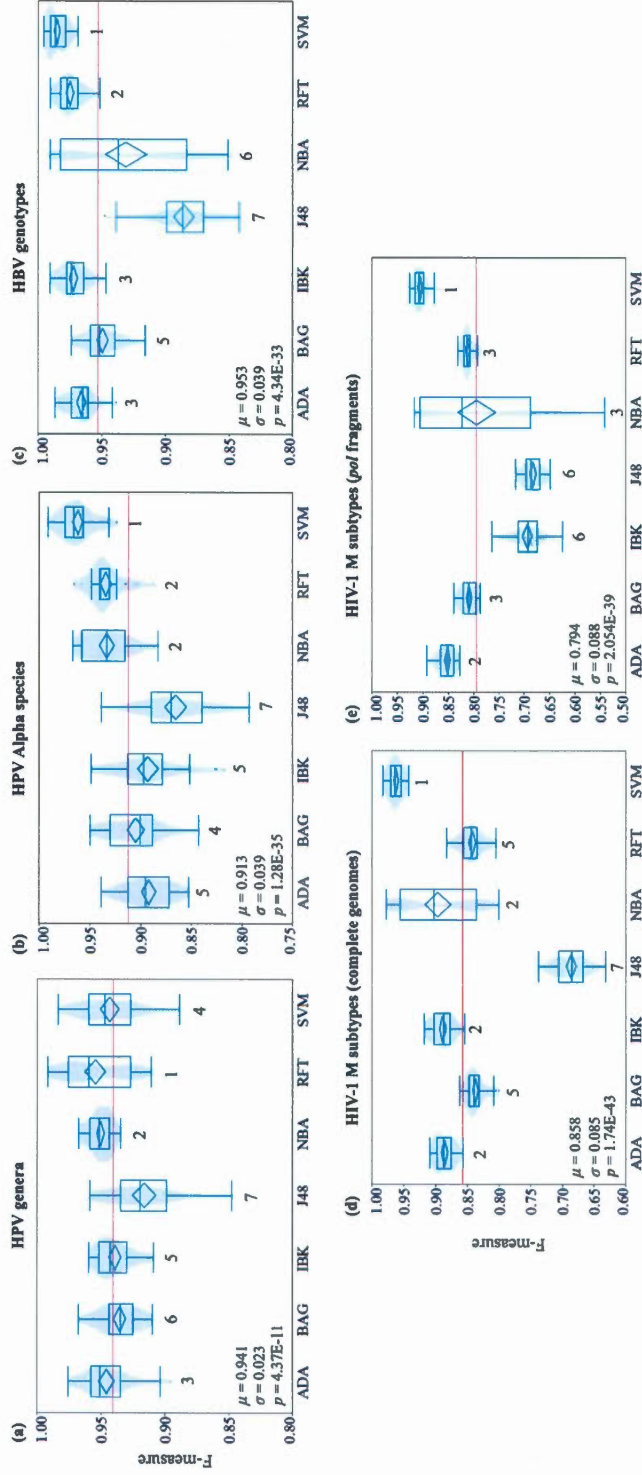 (a) HPV genera
F-measure
1.00
0.95
0.90
0.85
0.80
3
6
5
7
2
1
4
μ = 0.941
σ = 0.023
p = 4.37E-11
ADA BAG IBK J48 NBA RFT SVM
(b) HPV Alpha species
1.00
0.95
0.90
0.85
0.80
0.75
5
4
5
7
2
2
1
μ = 0.913
σ = 0.039
p = 1.28E-35
ADA BAG IBK J48 NBA RFT SVM
(c) HBV genotypes
1.00
0.95
0.90
0.85
0.80
3
5
3
7
6
2
1
μ = 0.953
σ = 0.039
p = 4.34E-33
ADA BAG IBK J48 NBA RFT SVM
(d) HIV-1 M subtypes (complete genomes)
F-measure
1.00
0.95
0.90
0.85
0.80
0.75
0.70
0.65
0.60
2
5
2
7
2
5
1
μ = 0.858
σ = 0.085
p = 1.74E-43
ADA BAG IBK J48 NBA RFT SVM
(e) HIV-1 M subtypes (pol fragments)
1.00
0.95
0.90
0.85
0.80
0.75
0.70
0.65
0.60
0.55
0.50
2
3
6
6
3
3
1
μ = 0.794
σ = 0.088
p = 2.054E-39
ADA BAG IBK J48 NBA RFT SVM